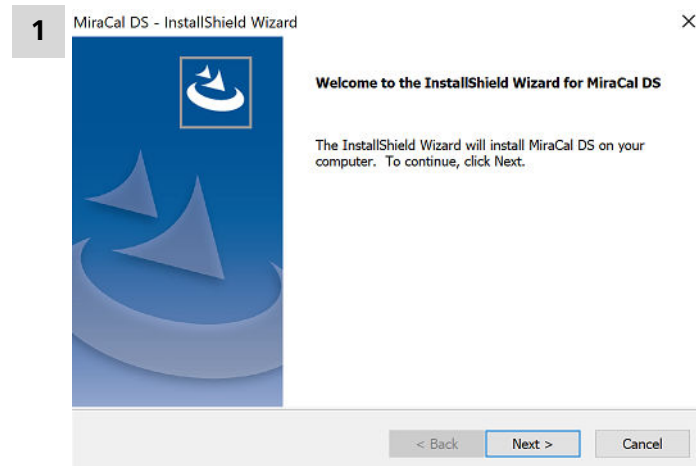 1
MiraCal DS - InstallShield Wizard
Welcome to the InstallShield Wizard for MiraCal DS
The InstallShield Wizard will install MiraCal DS on your
computer. To continue, click Next.
< Back
Next >
Cancel